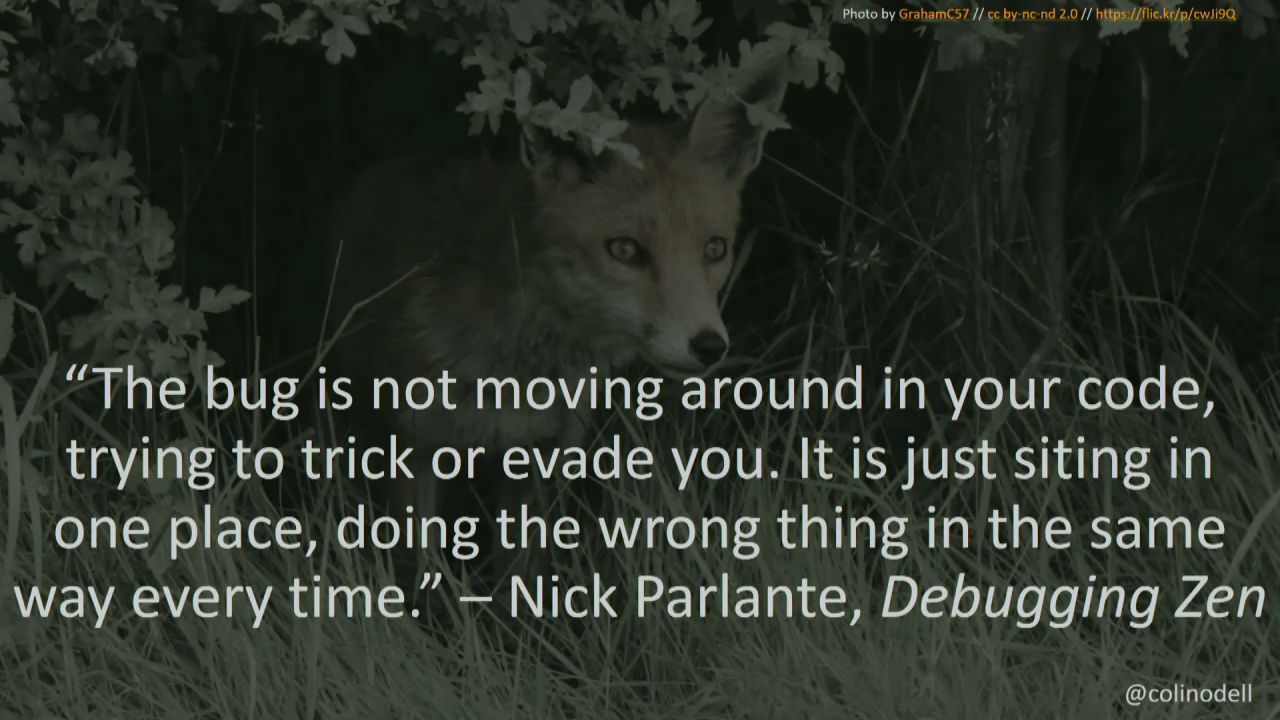 Photo by GrahamC57 // cc by-nc-nd 2.0 // https://flic.kr/p/cwJi9Q
“The bug is not moving around in your code,
trying to trick or evade you. It is just siting in
one place, doing the wrong thing in the same
way every time.” – Nick Parlante, Debugging Zen
@colinodell